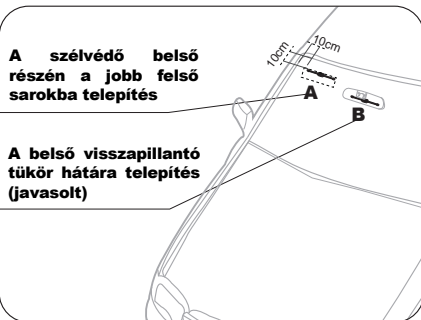 A szélvédő belső
részén a jobb felső
sarokba telepítés
10cm
10cm
A
B
A belső visszapillantó
tükör hátára telepítés
(javasolt)